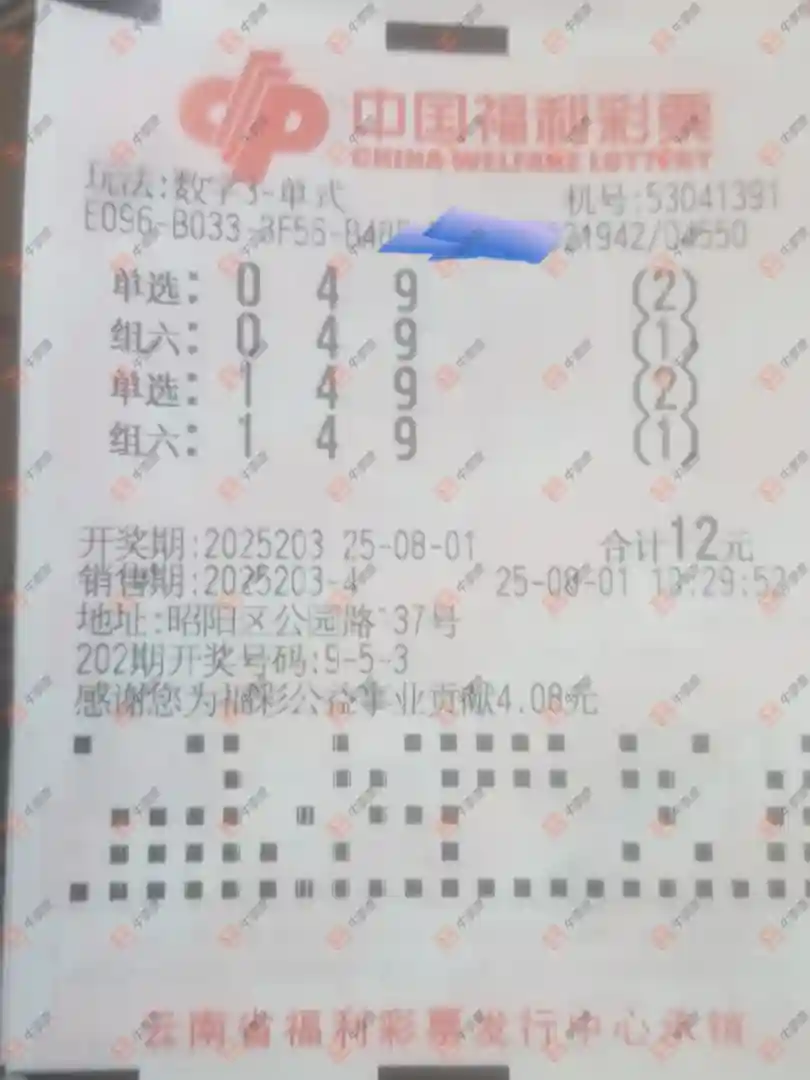 中国福利彩票
CHINA WELFARE LOTTERY
玩法:数字3-单式 机号:53041391
E096-B033- 21942/04550
单选: 0 4 9 (2)
组六: 0 4 9 (1)
单选: 1 4 9 (2)
组六: 1 4 9 (1)
开奖期:2025203 25-08-01 合计12元
销售期:2025203-4 25-08-01
地址:昭阳区公园路 37号
202期开奖号码:9-5-3
感谢您为福彩公益事业贡献4.08元
云南省福利彩票发行中心承销